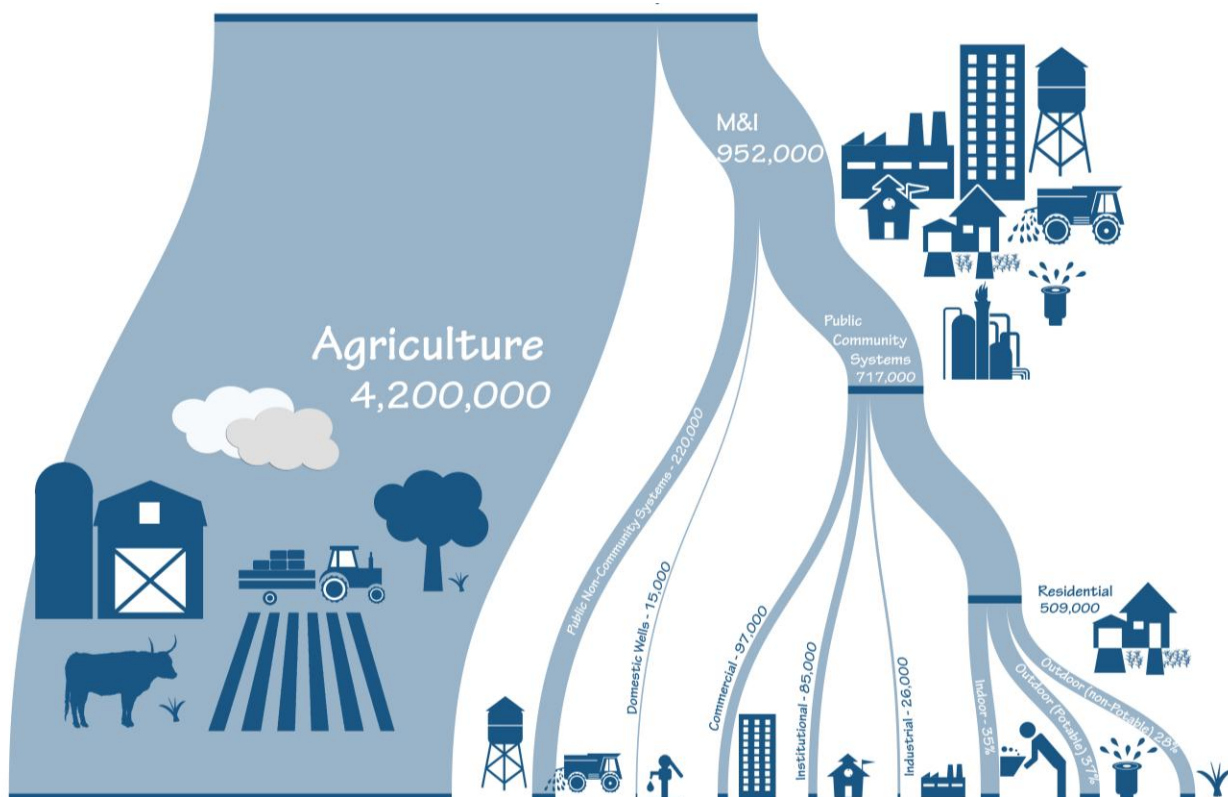 M&I
952,000
Agriculture
4,200,000
Public
Community
Systems
717,000
Public Non-Community Systems - 220,000
Domestic Wells - 15,000
Commercial - 97,000
Institutional - 85,000
Industrial - 26,000
Residential
509,000
Indoor - 35%
Outdoor (Potable) 37%
Outdoor (non-Potable) 28%